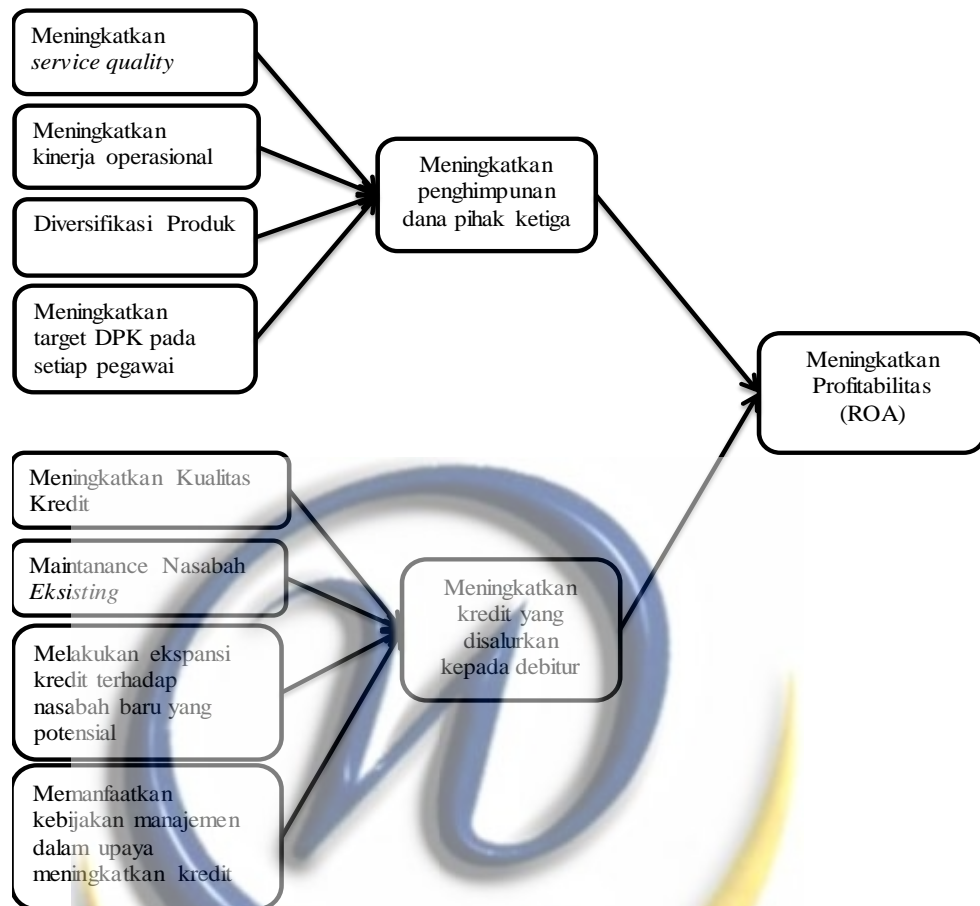 Meningkatkan
service quality
Meningkatkan
kinerja operasional
Diversifikasi Produk
Meningkatkan
target DPK pada
setiap pegawai
Meningkatkan
penghimpunan
dana pihak ketiga
Meningkatkan
Profitabilitas
(ROA)
Meningkatkan Kualitas
Kredit
Maintanance Nasabah
Eksisting
Melakukan ekspansi
kredit terhadap
nasabah baru yang
potensial
Memanfaatkan
kebijakan manajemen
dalam upaya
meningkatkan kredit
Meningkatkan
kredit yang
disalurkan
kepada debitur